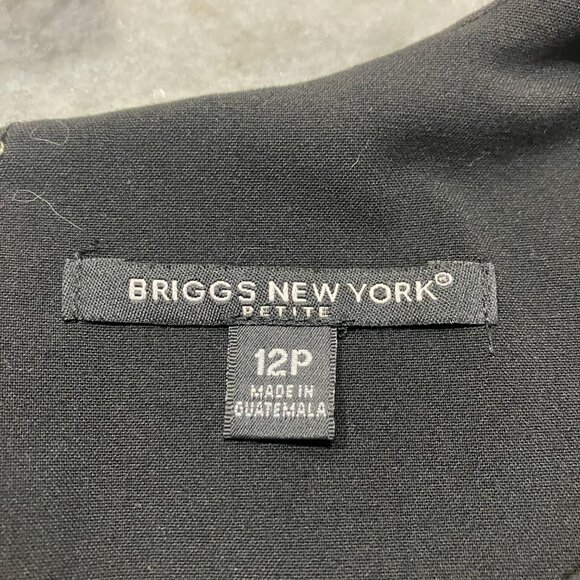 BRIGGS NEW YORK®
PETITE
12P
MADE IN
GUATEMALA